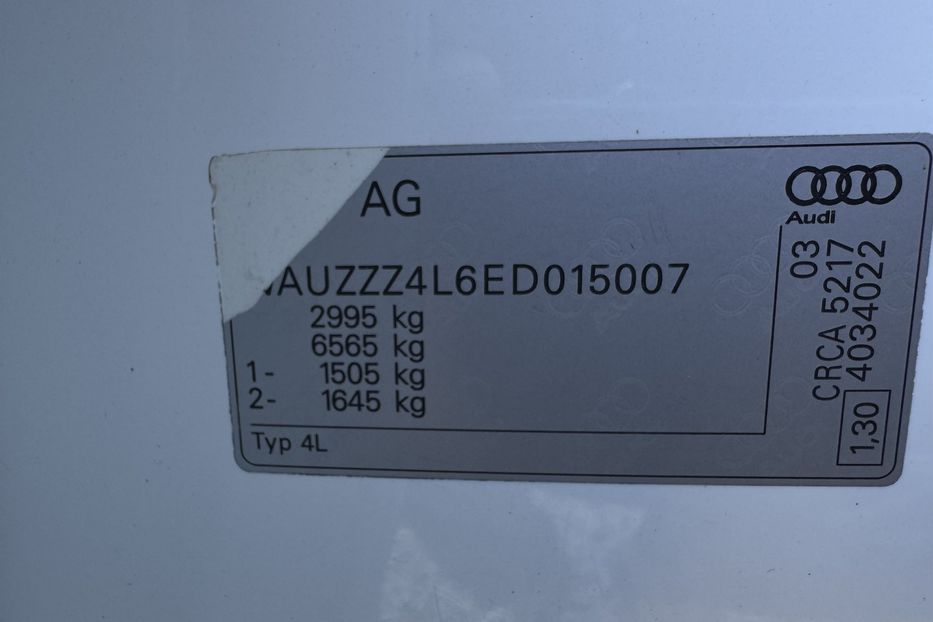 AG
Audi
WAUZZZ4L6ED015007
2995 kg
6565 kg
1- 1505 kg
2- 1645 kg
Typ 4L
03
CRCA 5217
4034022
1,30